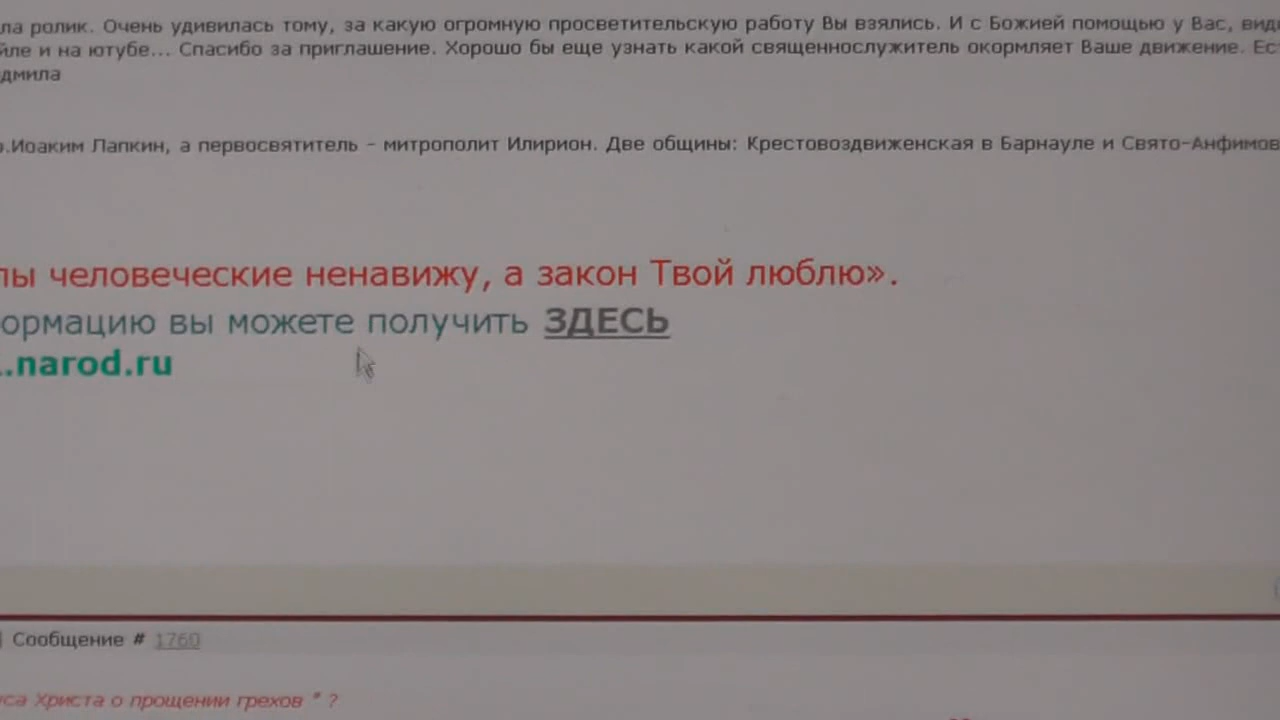 ла ролик. Очень удивилась тому, за какую огромную просветительскую работу Вы взялись. И с Божией помощью у Вас, вид
йле и на ютубе... Спасибо за приглашение. Хорошо бы еще узнать какой священнослужитель окормляет Ваше движение. Ес
дмила
.Иоаким Лапкин, а первосвятитель - митрополит Илирион. Две общины: Крестовоздвиженская в Барнауле и Свято-Анфимов
лы человеческие ненавижу, а закон Твой люблю».
ормацию вы можете получить ЗДЕСЬ
.narod.ru
Сообщение # 1760
са Христа о прощении грехов " ?